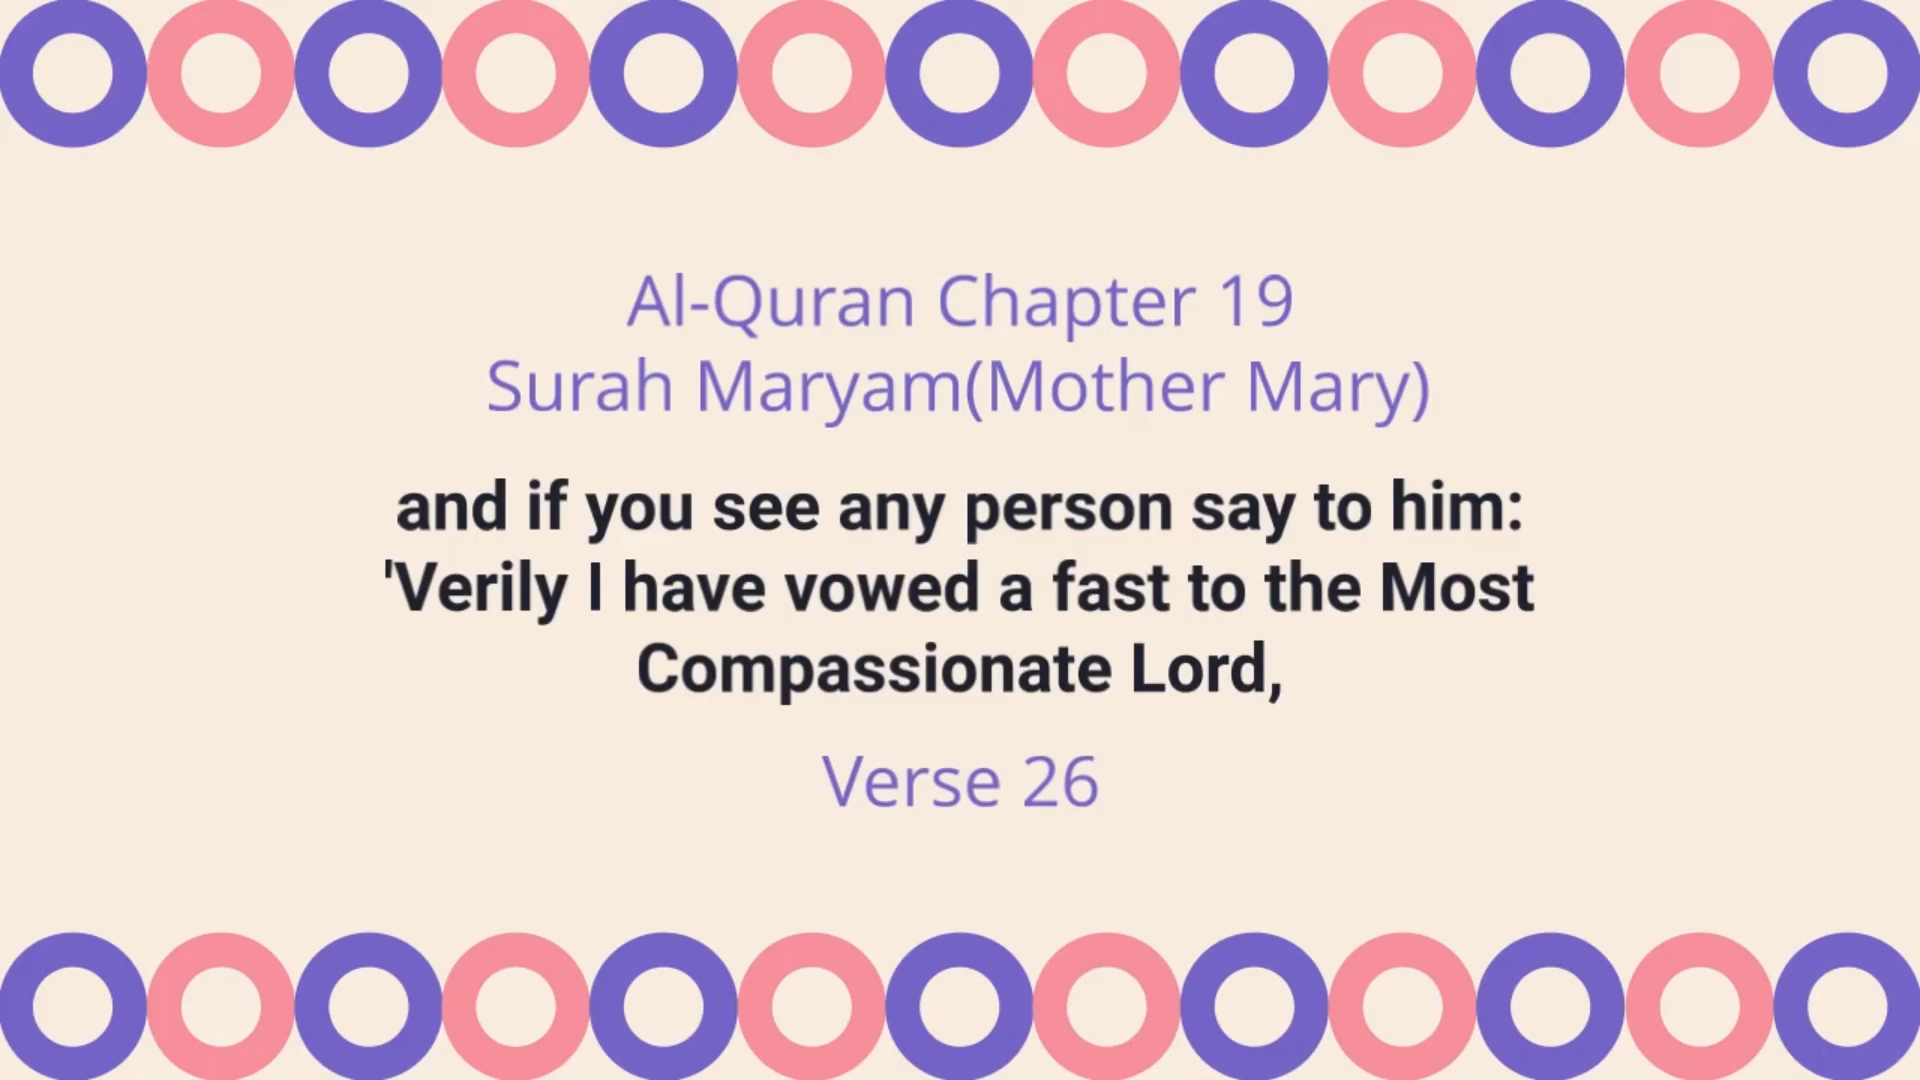 Al-Quran Chapter 19
Surah Maryam(Mother Mary)
and if you see any person say to him:
'Verily I have vowed a fast to the Most
Compassionate Lord,
Verse 26